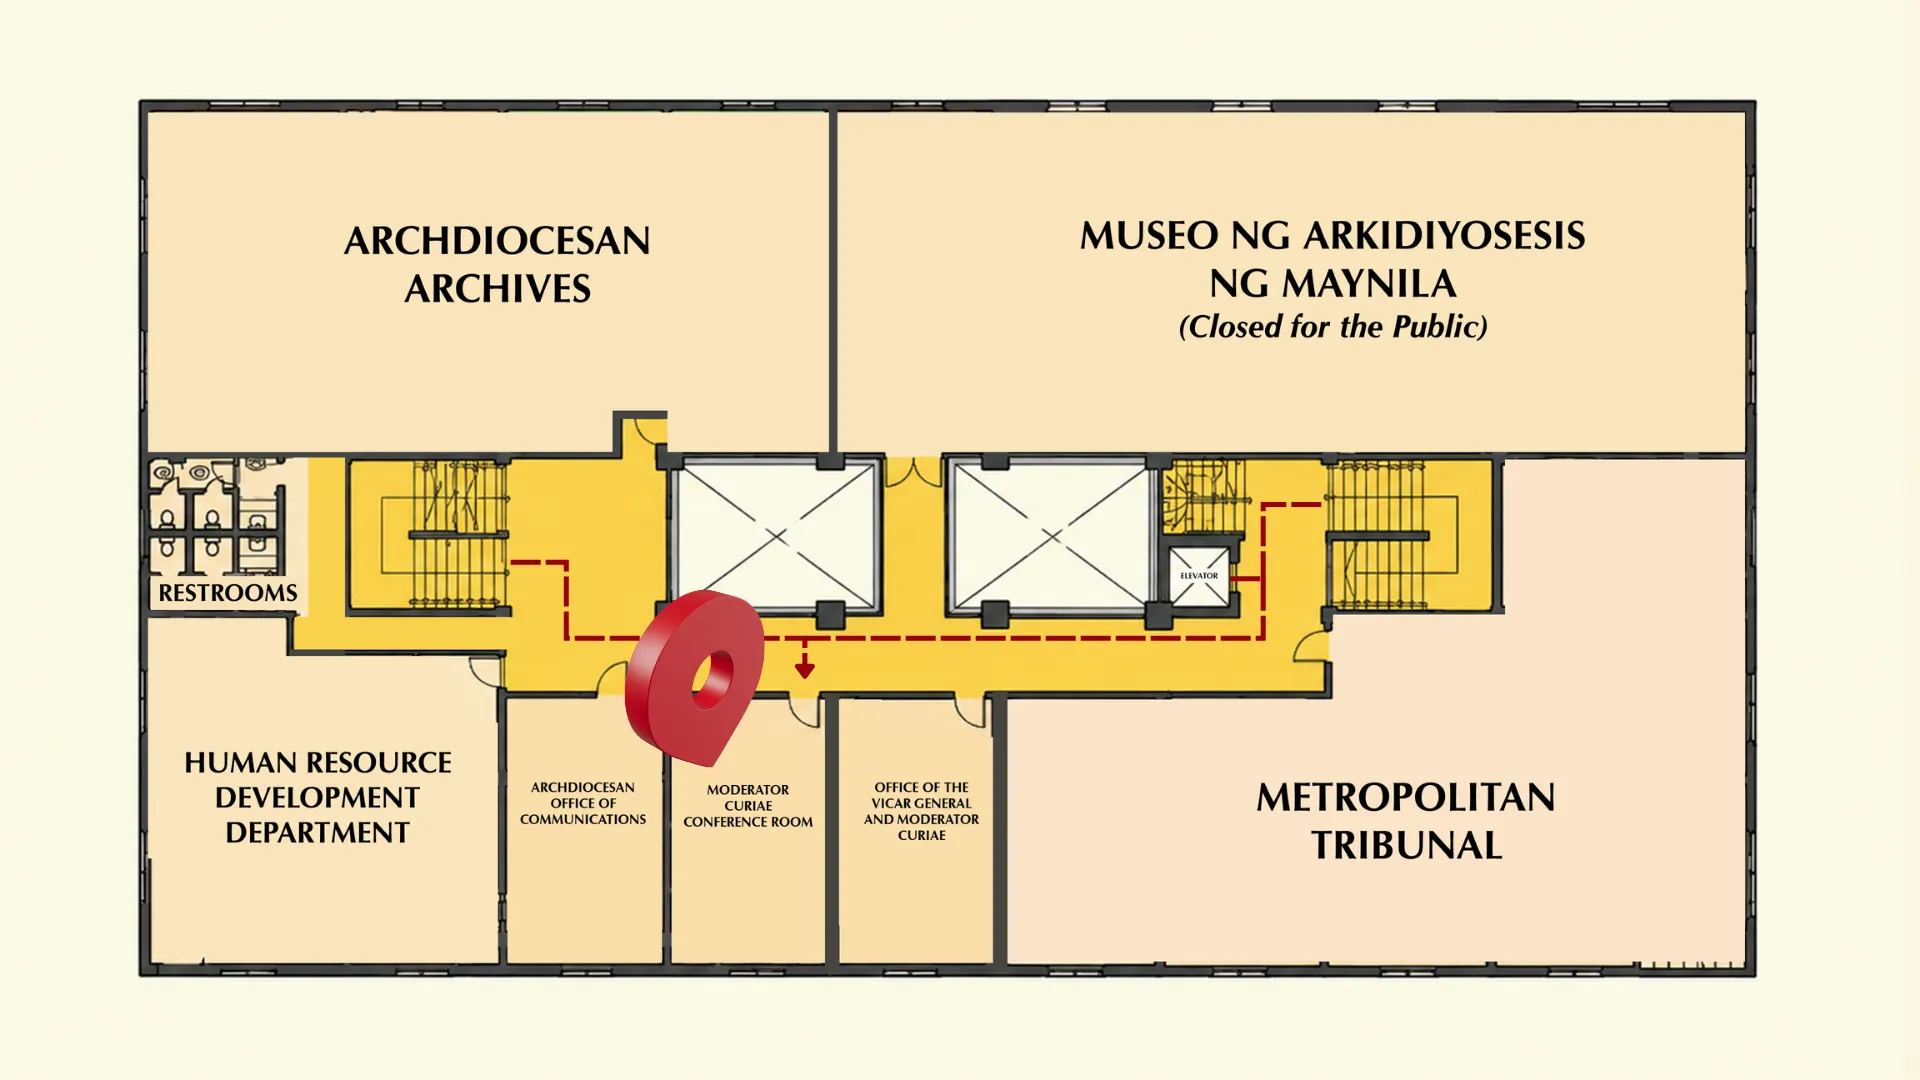 ARCHDIOCESAN
ARCHIVES
MUSEO NG ARKIDIYOSESIS
NG MAYNILA
(Closed for the Public)
ELEVATOR
RESTROOMS
HUMAN RESOURCE
DEVELOPMENT
DEPARTMENT
ARCHDIOCESAN
OFFICE OF
COMMUNICATIONS
MODERATOR
CURIAE
CONFERENCE ROOM
OFFICE OF THE
VICAR GENERAL
AND MODERATOR
CURIAE
METROPOLITAN
TRIBUNAL